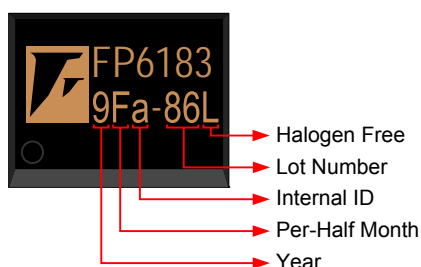 FP6183
9Fa-86L
Halogen Free
Lot Number
Internal ID
Per-Half Month
Year